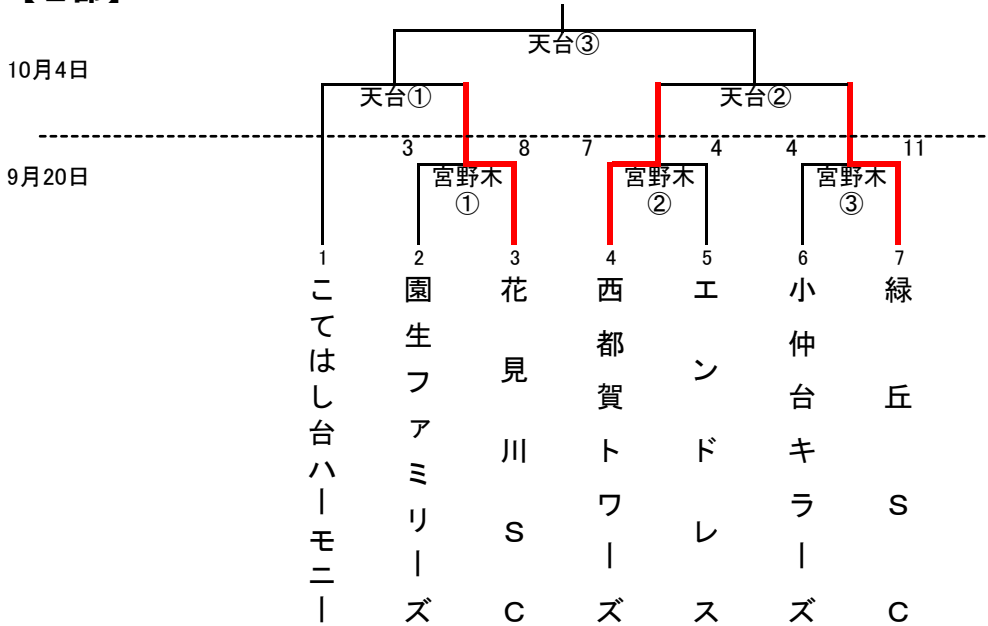 天台③
10月4日
天台①
天台②
3
8
7
4
4
11
9月20日
宮野木
①
宮野木
②
宮野木
③
1
2
3
4
5
6
7
こてはし台ハーモニー
園生ファミリーズ
花見川SC
西都賀トワーズ
エンドレス
小仲台キラーズ
緑丘SC